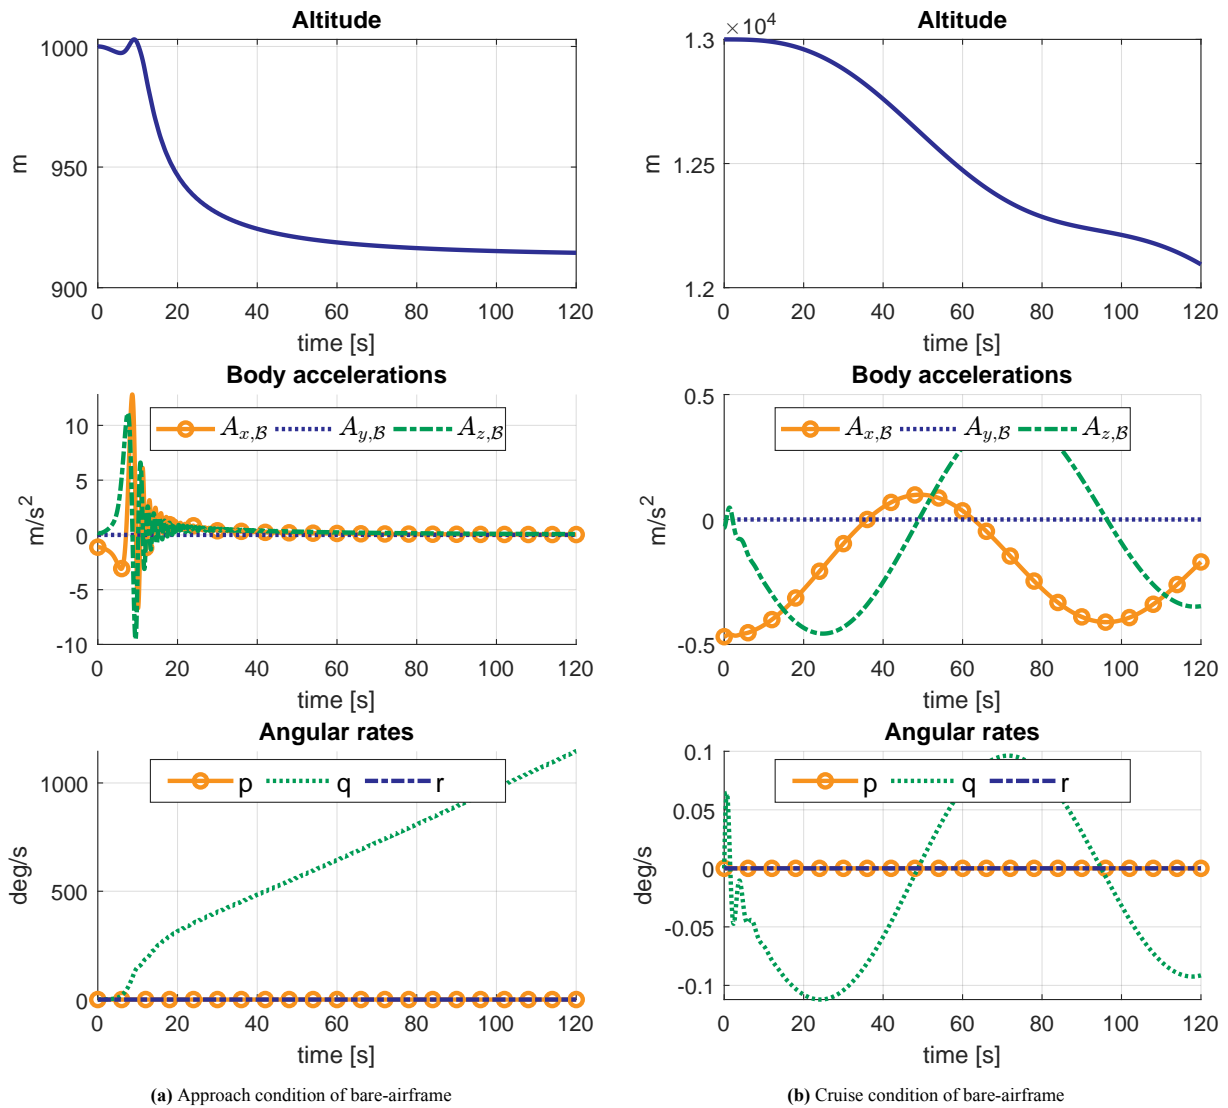 Altitude
1000
950
900
m
0 20 40 60 80 100 120
time [s]
Body accelerations
10
5
0
-5
-10
m/s²
A_{x,B} A_{y,B} A_{z,B}
0 20 40 60 80 100 120
time [s]
Angular rates
1000
500
0
deg/s
p q r
0 20 40 60 80 100 120
time [s]
(a) Approach condition of bare-airframe
Altitude
×10⁴
1.3
1.25
1.2
m
0 20 40 60 80 100 120
time [s]
Body accelerations
0.5
0
-0.5
m/s²
A_{x,B} A_{y,B} A_{z,B}
0 20 40 60 80 100 120
time [s]
Angular rates
0.1
0.05
0
-0.05
-0.1
deg/s
p q r
0 20 40 60 80 100 120
time [s]
(b) Cruise condition of bare-airframe